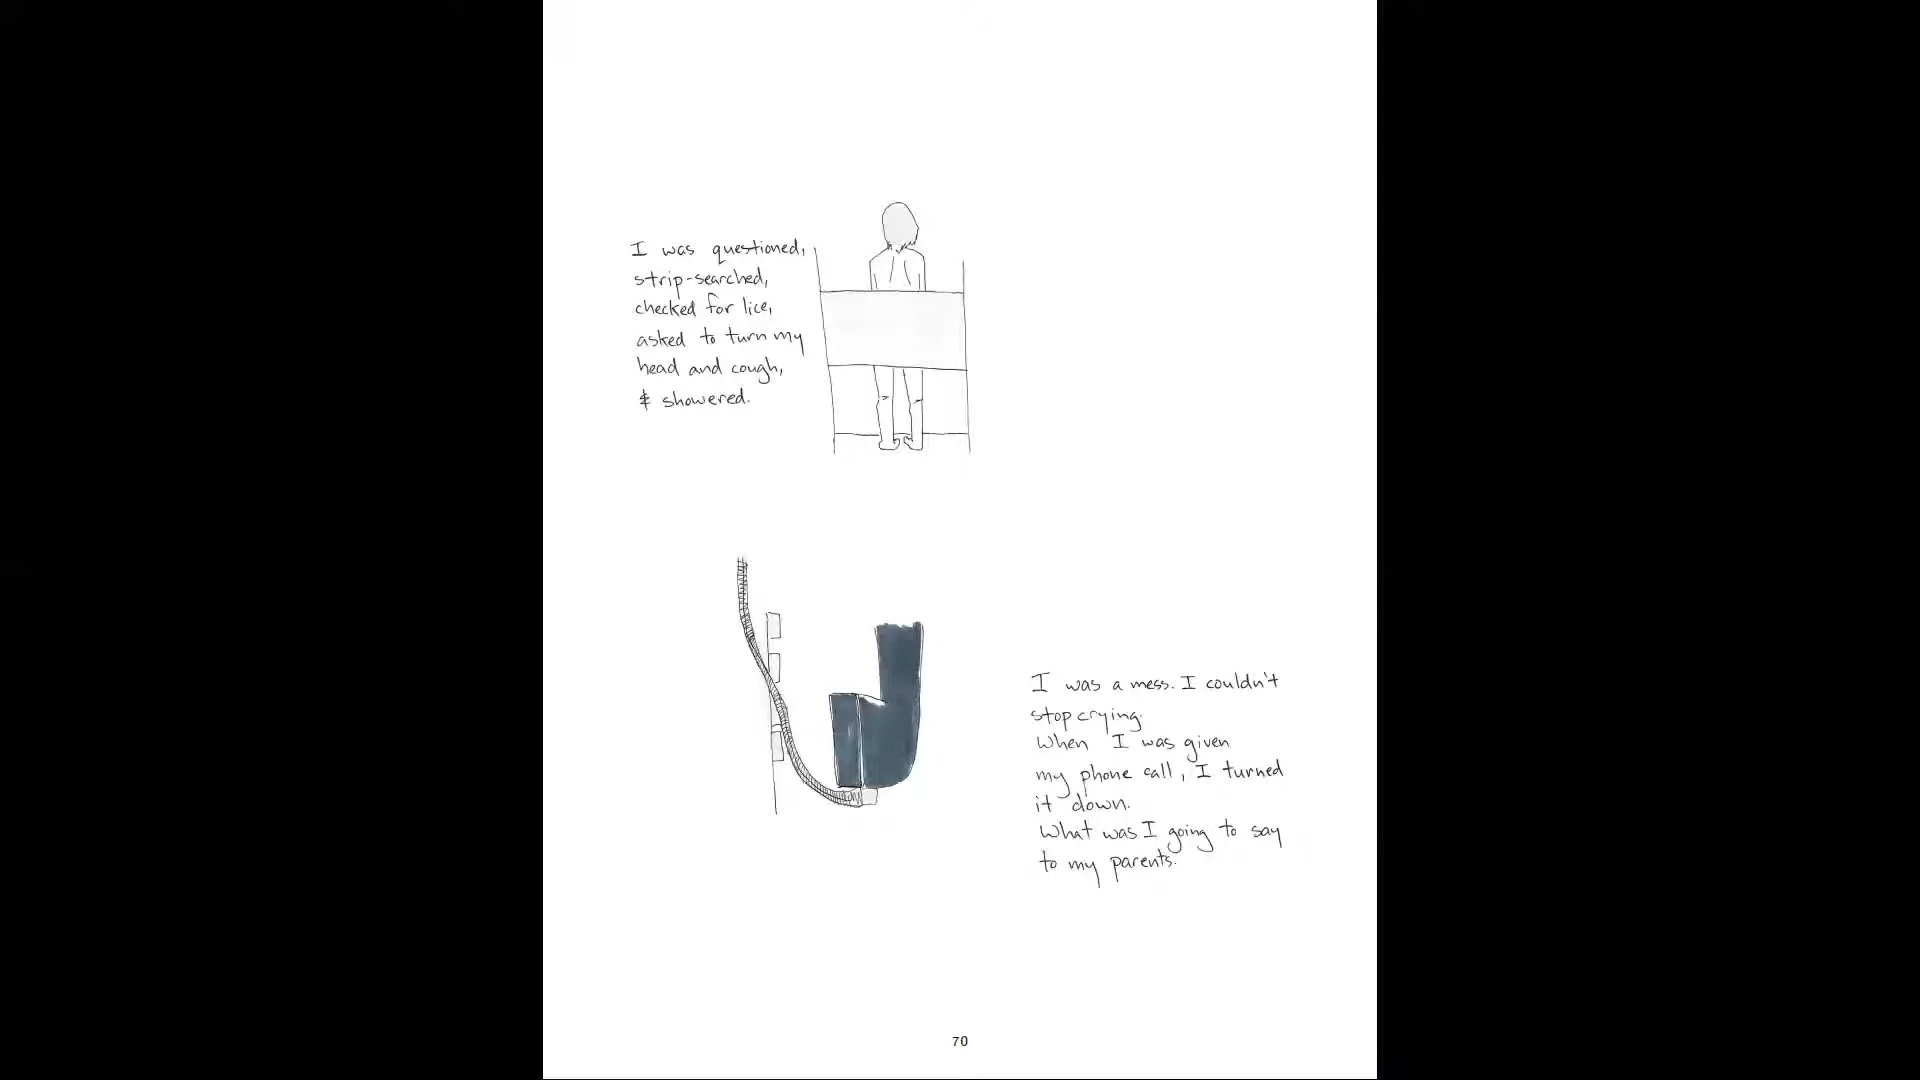 I was questioned,
strip-searched,
checked for lice,
asked to turn my
head and cough,
& showered.
I was a mess. I couldn't
stop crying.
When I was given
my phone call, I turned
it down.
What was I going to say
to my parents.
70